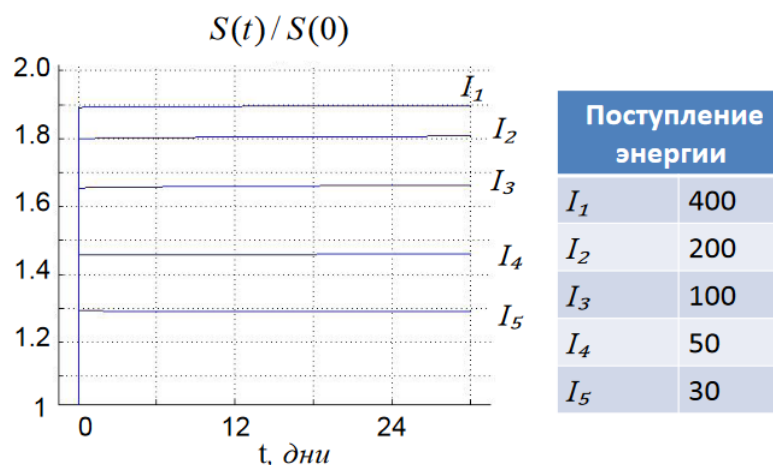 S(t) / S(0)
2.0
1.8
1.6
1.4
1.2
1
I₁
I₂
I₃
I₄
I₅
0
12
24
t, дни
Поступление
энергии
I₁ 400
I₂ 200
I₃ 100
I₄ 50
I₅ 30